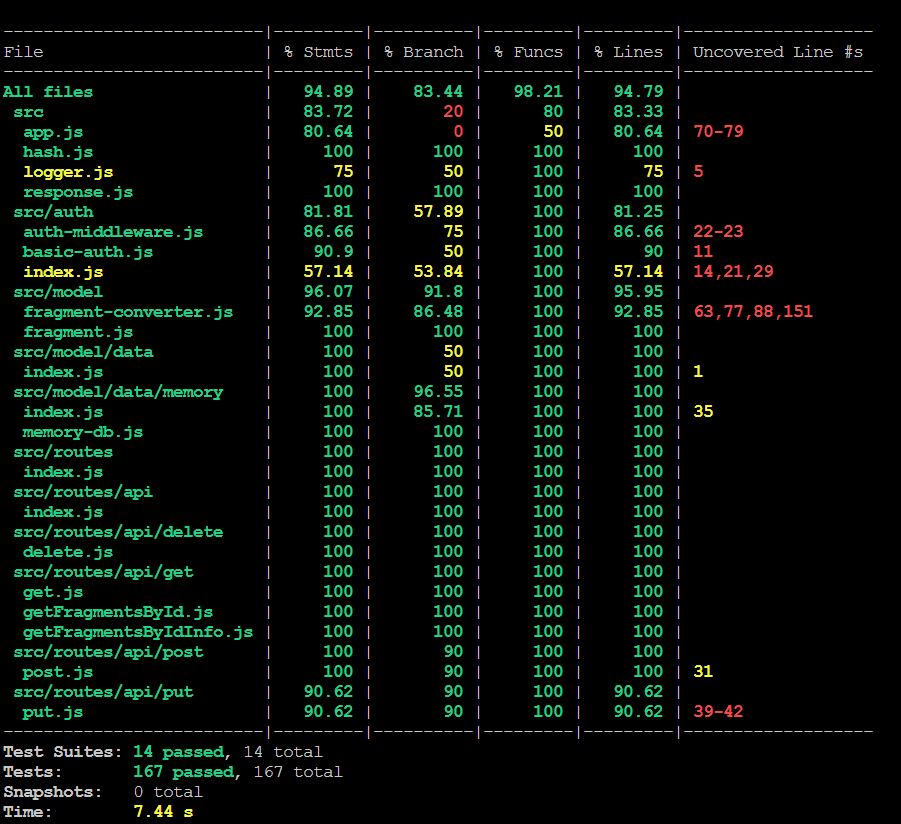 --------------------------|---------|----------|---------|---------|-------------------
File                      | % Stmts | % Branch | % Funcs | % Lines | Uncovered Line #s
--------------------------|---------|----------|---------|---------|-------------------
All files                 |   94.89 |    83.44 |   98.21 |   94.79 |
 src                      |   83.72 |       20 |      80 |   83.33 |
  app.js                  |   80.64 |        0 |      50 |   80.64 | 70-79
  hash.js                 |     100 |      100 |     100 |     100 |
  logger.js               |      75 |       50 |     100 |      75 | 5
  response.js             |     100 |      100 |     100 |     100 |
 src/auth                 |   81.81 |    57.89 |     100 |   81.25 |
  auth-middleware.js      |   86.66 |       75 |     100 |   86.66 | 22-23
  basic-auth.js           |    90.9 |       50 |     100 |      90 | 11
  index.js                |   57.14 |    53.84 |     100 |   57.14 | 14,21,29
 src/model                |   96.07 |     91.8 |     100 |   95.95 |
  fragment-converter.js   |   92.85 |    86.48 |     100 |   92.85 | 63,77,88,151
  fragment.js             |     100 |      100 |     100 |     100 |
 src/model/data           |     100 |       50 |     100 |     100 |
  index.js                |     100 |       50 |     100 |     100 | 1
 src/model/data/memory    |     100 |    96.55 |     100 |     100 |
  index.js                |     100 |    85.71 |     100 |     100 | 35
  memory-db.js            |     100 |      100 |     100 |     100 |
 src/routes               |     100 |      100 |     100 |     100 |
  index.js                |     100 |      100 |     100 |     100 |
 src/routes/api           |     100 |      100 |     100 |     100 |
  index.js                |     100 |      100 |     100 |     100 |
 src/routes/api/delete    |     100 |      100 |     100 |     100 |
  delete.js               |     100 |      100 |     100 |     100 |
 src/routes/api/get       |     100 |      100 |     100 |     100 |
  get.js                  |     100 |      100 |     100 |     100 |
  getFragmentsById.js     |     100 |      100 |     100 |     100 |
  getFragmentsByIdInfo.js |     100 |      100 |     100 |     100 |
 src/routes/api/post      |     100 |       90 |     100 |     100 |
  post.js                 |     100 |       90 |     100 |     100 | 31
 src/routes/api/put       |   90.62 |       90 |     100 |   90.62 |
  put.js                  |   90.62 |       90 |     100 |   90.62 | 39-42
--------------------------|---------|----------|---------|---------|-------------------
Test Suites: 14 passed, 14 total
Tests:       167 passed, 167 total
Snapshots:   0 total
Time:        7.44 s